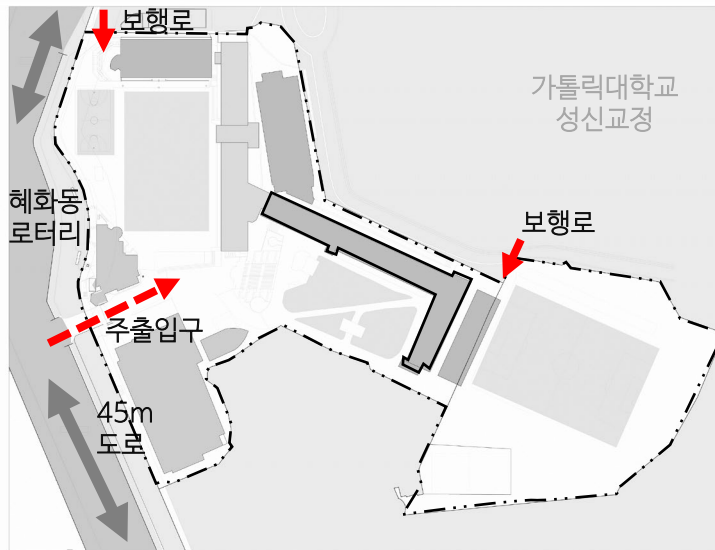 보행로
가톨릭대학교
성신교정
혜화동
로터리
보행로
주출입구
45m
도로